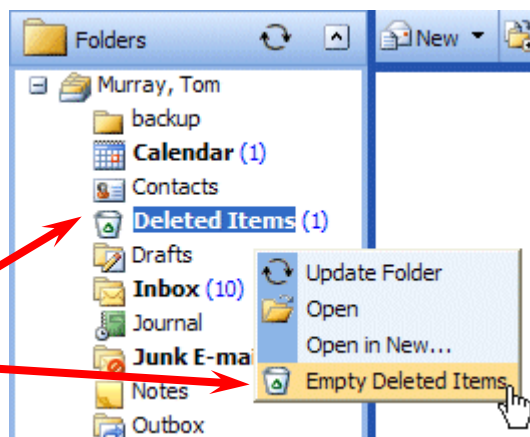 Folders
New
Murray, Tom
backup
Calendar (1)
Contacts
Deleted Items (1)
Drafts
Update Folder
Inbox (10)
Open
Journal
Open in New...
Junk E-mai
Empty Deleted Items
Notes
Outbox